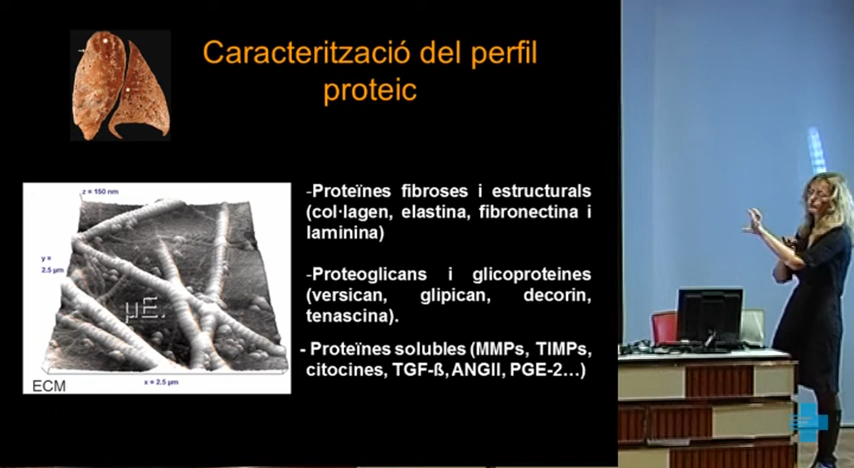 Caracterització del perfil
proteic
z = 150 nm
y =
2.5 µm
µE.
x = 2.5 µm
ECM
-Proteïnes fibroses i estructurals
(col·lagen, elastina, fibronectina i
laminina)
-Proteoglicans i glicoproteines
(versican, glipican, decorin,
tenascina).
- Proteïnes solubles (MMPs, TIMPs,
citocines, TGF-ß, ANGII, PGE-2…)